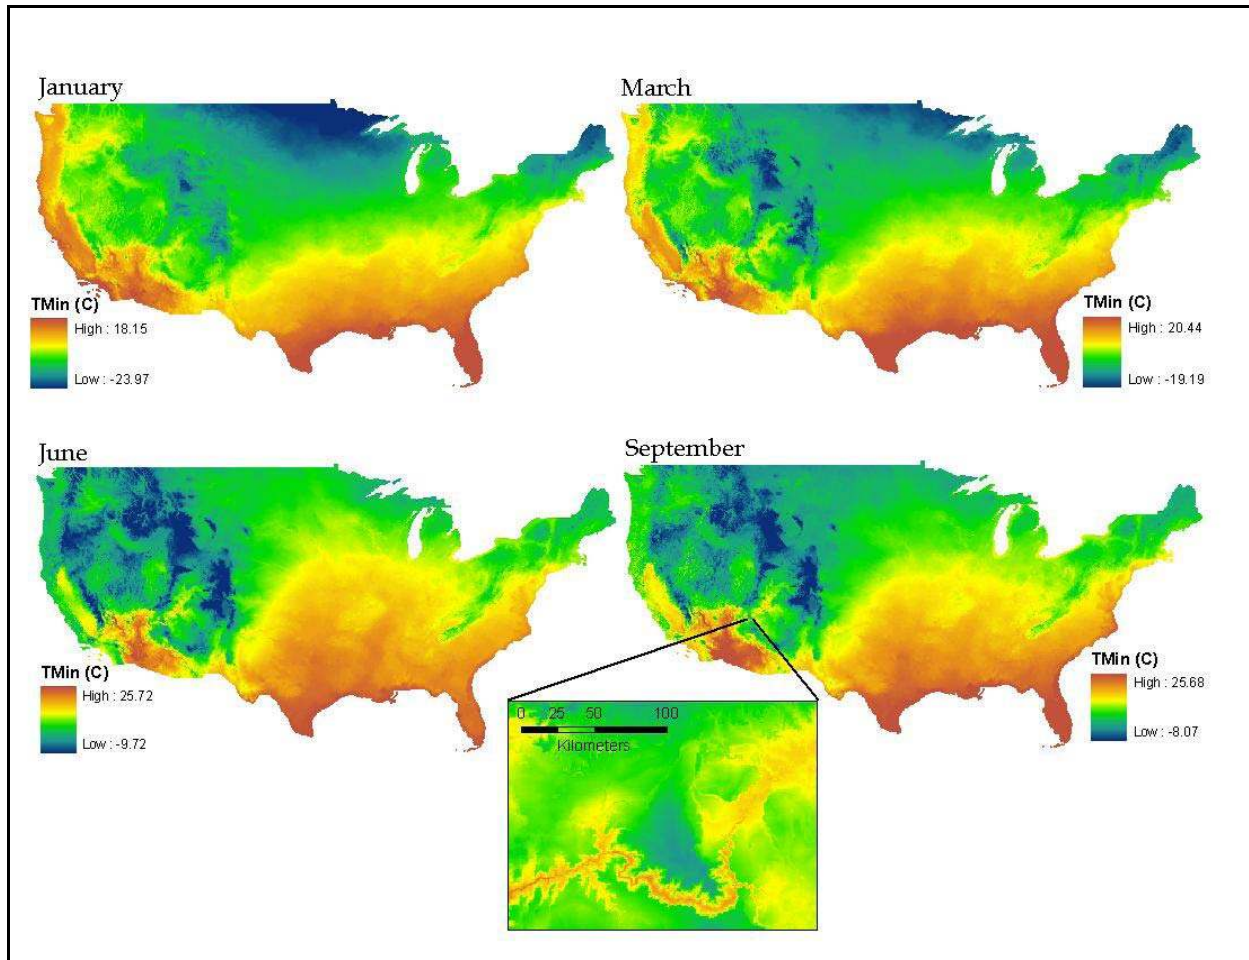 January
TMin (C)
High : 18.15
Low : -23.97
March
TMin (C)
High : 20.44
Low : -19.19
June
TMin (C)
High : 25.72
Low : -9.72
September
TMin (C)
High : 25.68
Low : -8.07
0 25 50 100
Kilometers